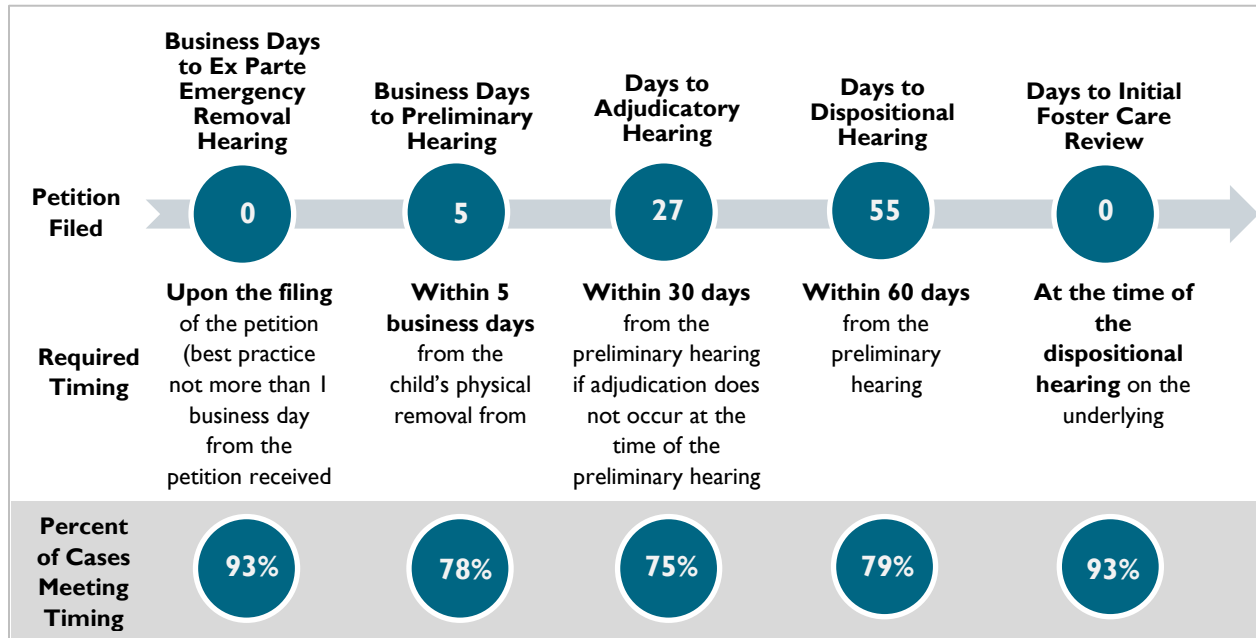 Business Days
to Ex Parte
Emergency
Removal
Hearing
Business Days
to Preliminary
Hearing
Days to
Adjudicatory
Hearing
Days to
Dispositional
Hearing
Days to Initial
Foster Care
Review
Petition
Filed
0
5
27
55
0
Required
Timing
Upon the filing
of the petition
(best practice
not more than 1
business day
from the
petition received
Within 5
business days
from the
child's physical
removal from
Within 30 days
from the
preliminary hearing
if adjudication does
not occur at the
time of the
preliminary hearing
Within 60 days
from the
preliminary
hearing
At the time of
the
dispositional
hearing on the
underlying
Percent
of Cases
Meeting
Timing
93%
78%
75%
79%
93%